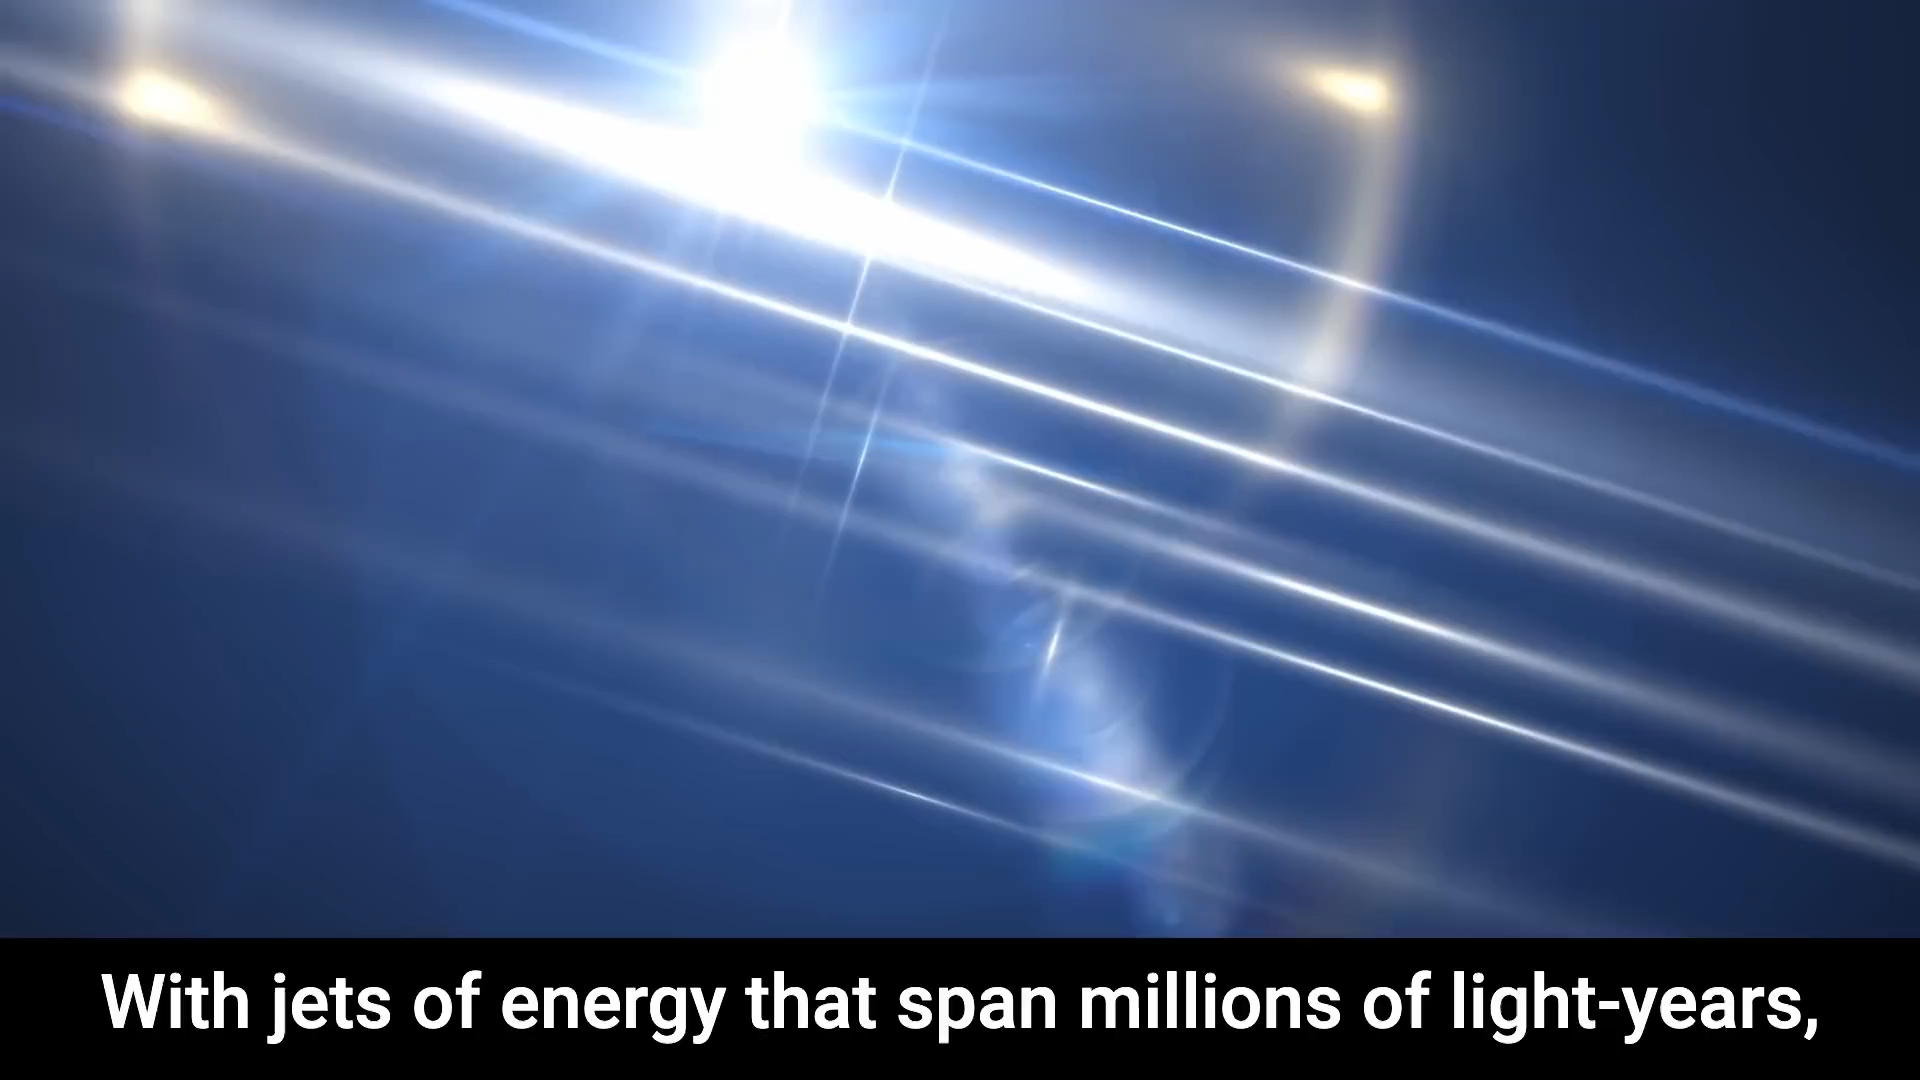 With jets of energy that span millions of light-years,